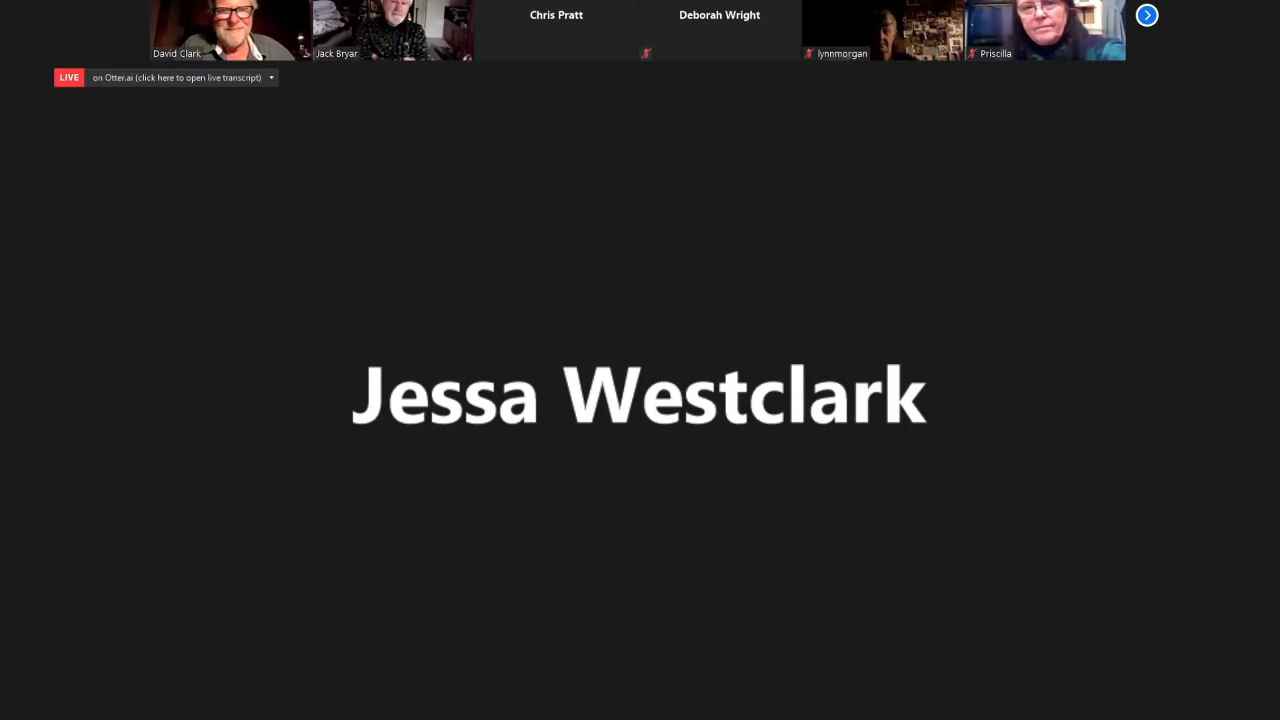 Chris Pratt
Deborah Wright
David Clark
Jack Bryar
lynnmorgan
Priscilla
LIVE on Otter.ai (click here to open live transcript)
Jessa Westclark